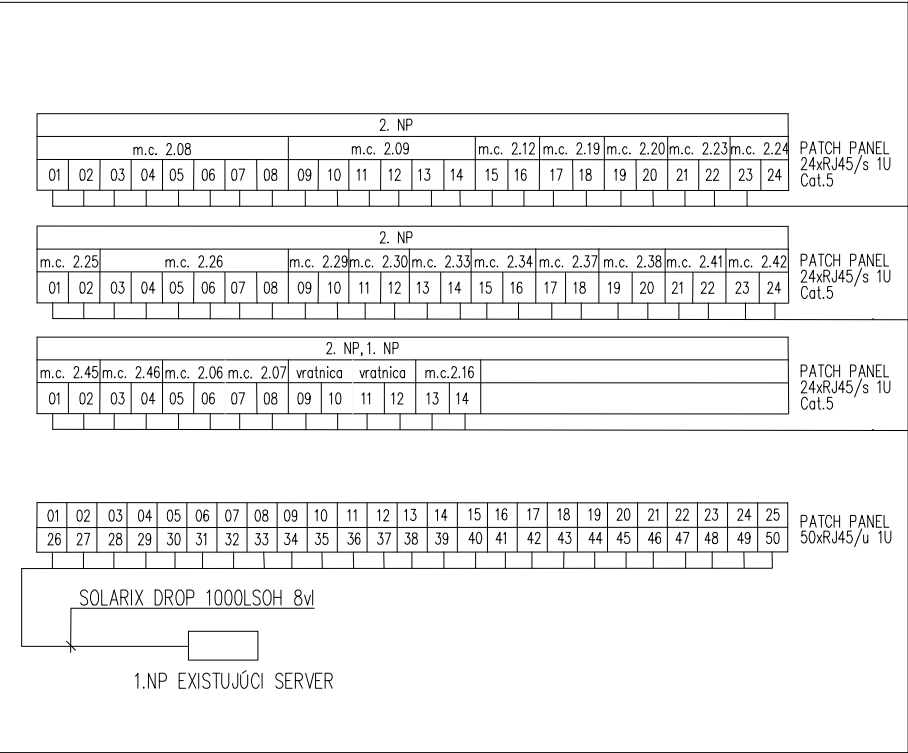 2. NP
m.c. 2.08 m.c. 2.09 m.c. 2.12 m.c. 2.19 m.c. 2.20 m.c. 2.23 m.c. 2.24
01 02 03 04 05 06 07 08 09 10 11 12 13 14 15 16 17 18 19 20 21 22 23 24
PATCH PANEL
24xRJ45/s 1U
Cat.5
2. NP
m.c. 2.25 m.c. 2.26 m.c. 2.29 m.c. 2.30 m.c. 2.33 m.c. 2.34 m.c. 2.37 m.c. 2.38 m.c. 2.41 m.c. 2.42
01 02 03 04 05 06 07 08 09 10 11 12 13 14 15 16 17 18 19 20 21 22 23 24
PATCH PANEL
24xRJ45/s 1U
Cat.5
2. NP,1. NP
m.c. 2.45 m.c. 2.46 m.c. 2.06 m.c. 2.07 vratnica vratnica m.c.2.16
01 02 03 04 05 06 07 08 09 10 11 12 13 14
PATCH PANEL
24xRJ45/s 1U
Cat.5
01 02 03 04 05 06 07 08 09 10 11 12 13 14 15 16 17 18 19 20 21 22 23 24 25
26 27 28 29 30 31 32 33 34 35 36 37 38 39 40 41 42 43 44 45 46 47 48 49 50
PATCH PANEL
50xRJ45/u 1U
SOLARIX DROP 1000LSOH 8vl
1.NP EXISTUJÚCI SERVER